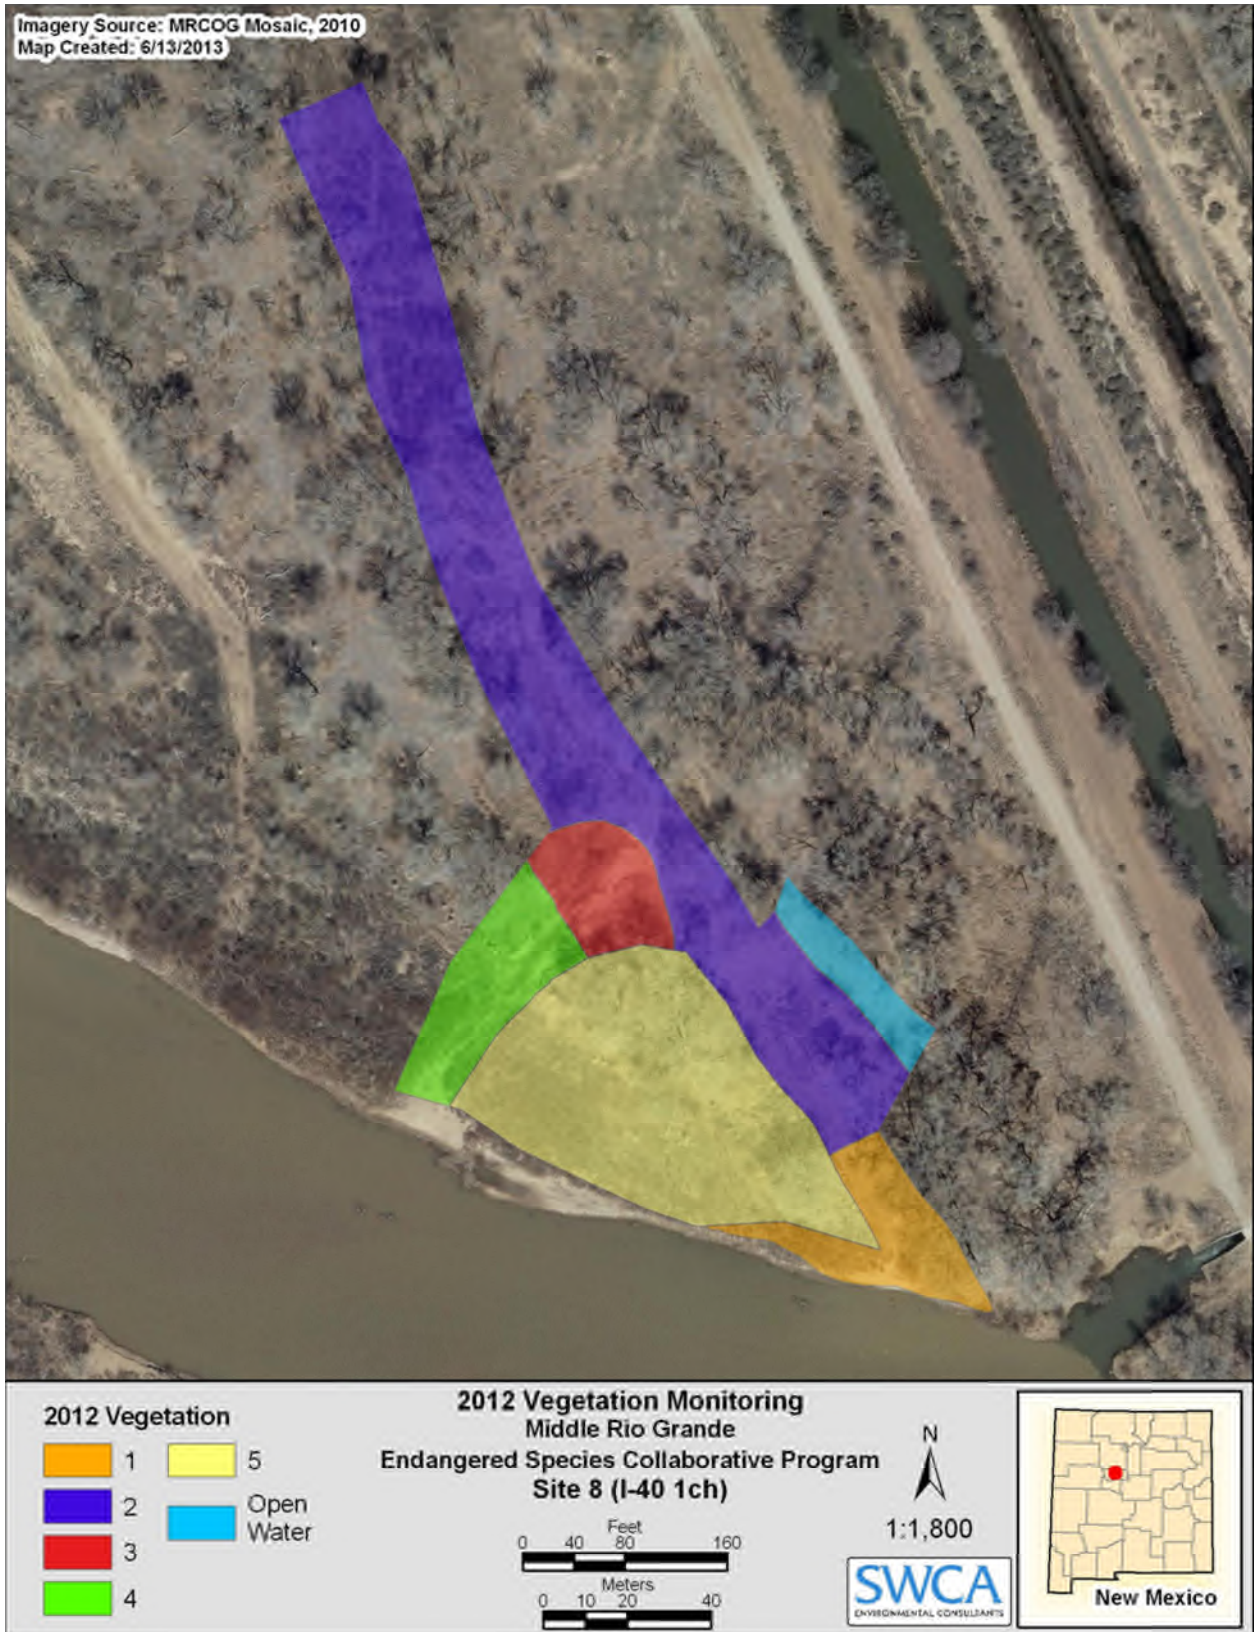 Imagery Source: MRCOG Mosaic, 2010
Map Created: 6/13/2013
2012 Vegetation
1
2
3
4
5
Open
Water
2012 Vegetation Monitoring
Middle Rio Grande
Endangered Species Collaborative Program
Site 8 (I-40 1ch)
Feet
0 40 80 160
Meters
0 10 20 40
N
1:1,800
SWCA
ENVIRONMENTAL CONSULTANTS
New Mexico